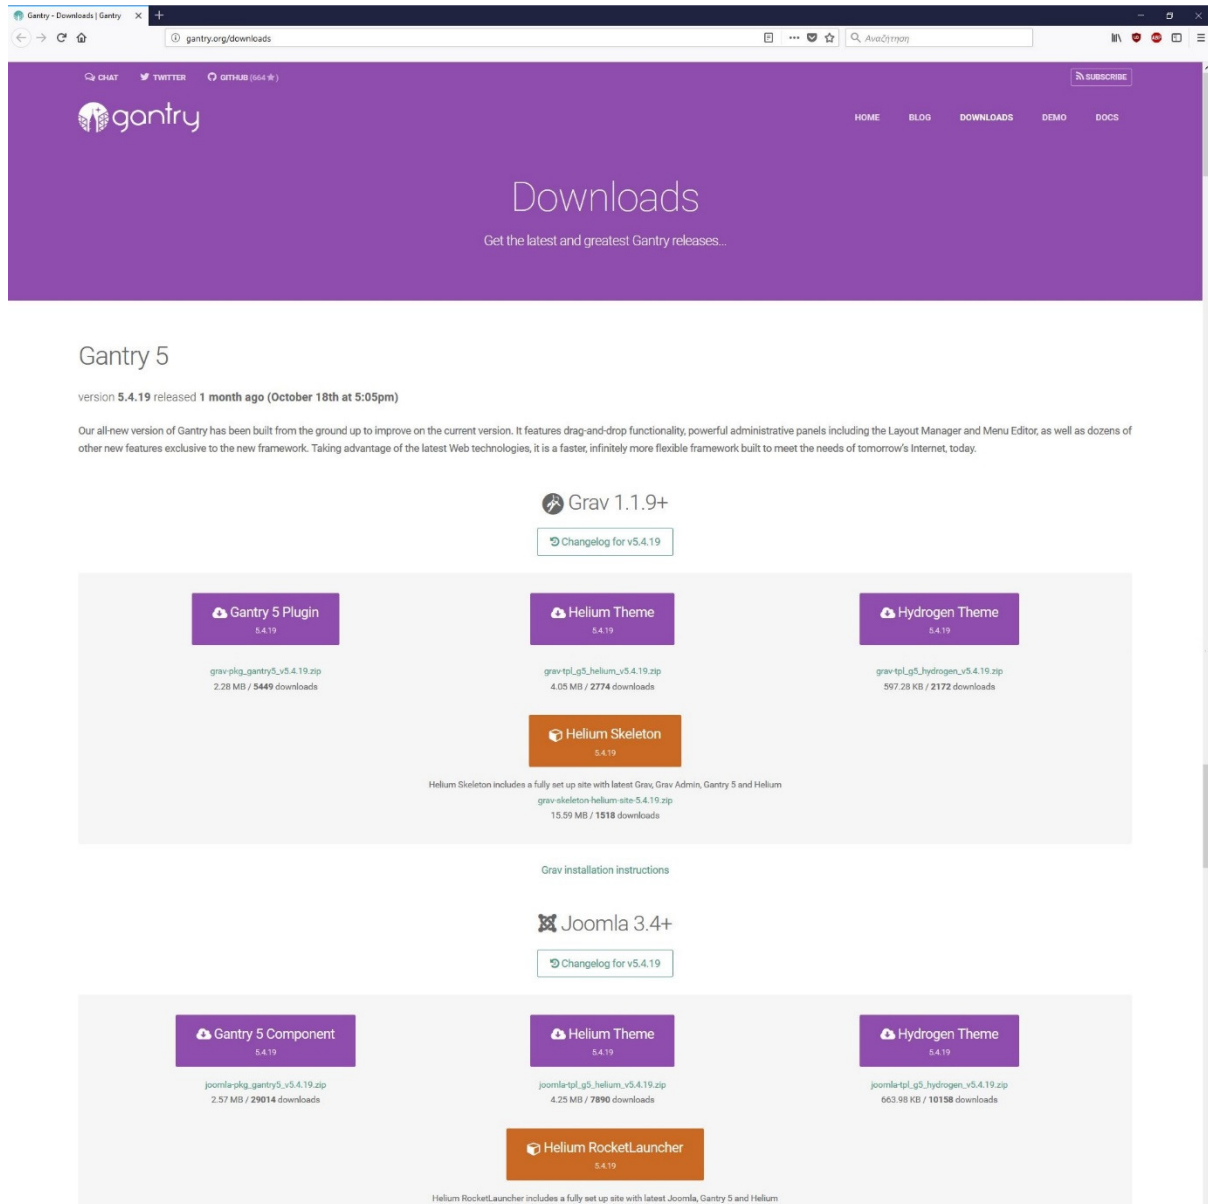 Gantry - Downloads | Gantry
gantry.org/downloads
Αναζήτηση
CHAT TWITTER GITHUB (664 ★) SUBSCRIBE
gantry
HOME BLOG DOWNLOADS DEMO DOCS
Downloads
Get the latest and greatest Gantry releases...
Gantry 5
version 5.4.19 released 1 month ago (October 18th at 5:05pm)
Our all-new version of Gantry has been built from the ground up to improve on the current version. It features drag-and-drop functionality, powerful administrative panels including the Layout Manager and Menu Editor, as well as dozens of
other new features exclusive to the new framework. Taking advantage of the latest Web technologies, it is a faster, infinitely more flexible framework built to meet the needs of tomorrow's Internet, today.
Grav 1.1.9+
Changelog for v5.4.19
Gantry 5 Plugin
5.4.19
grav-pkg_gantry5_v5.4.19.zip
2.28 MB / 5449 downloads
Helium Theme
5.4.19
grav-tpl_g5_helium_v5.4.19.zip
4.05 MB / 2774 downloads
Hydrogen Theme
5.4.19
grav-tpl_g5_hydrogen_v5.4.19.zip
597.28 KB / 2172 downloads
Helium Skeleton
5.4.19
Helium Skeleton includes a fully set up site with latest Grav, Grav Admin, Gantry 5 and Helium
grav-skeleton-helium-site-5.4.19.zip
15.59 MB / 1518 downloads
Grav installation instructions
Joomla 3.4+
Changelog for v5.4.19
Gantry 5 Component
5.4.19
joomla-pkg_gantry5_v5.4.19.zip
2.57 MB / 29014 downloads
Helium Theme
5.4.19
joomla-tpl_g5_helium_v5.4.19.zip
4.25 MB / 7890 downloads
Hydrogen Theme
5.4.19
joomla-tpl_g5_hydrogen_v5.4.19.zip
663.98 KB / 10158 downloads
Helium RocketLauncher
5.4.19
Helium RocketLauncher includes a fully set up site with latest Joomla, Gantry 5 and Helium